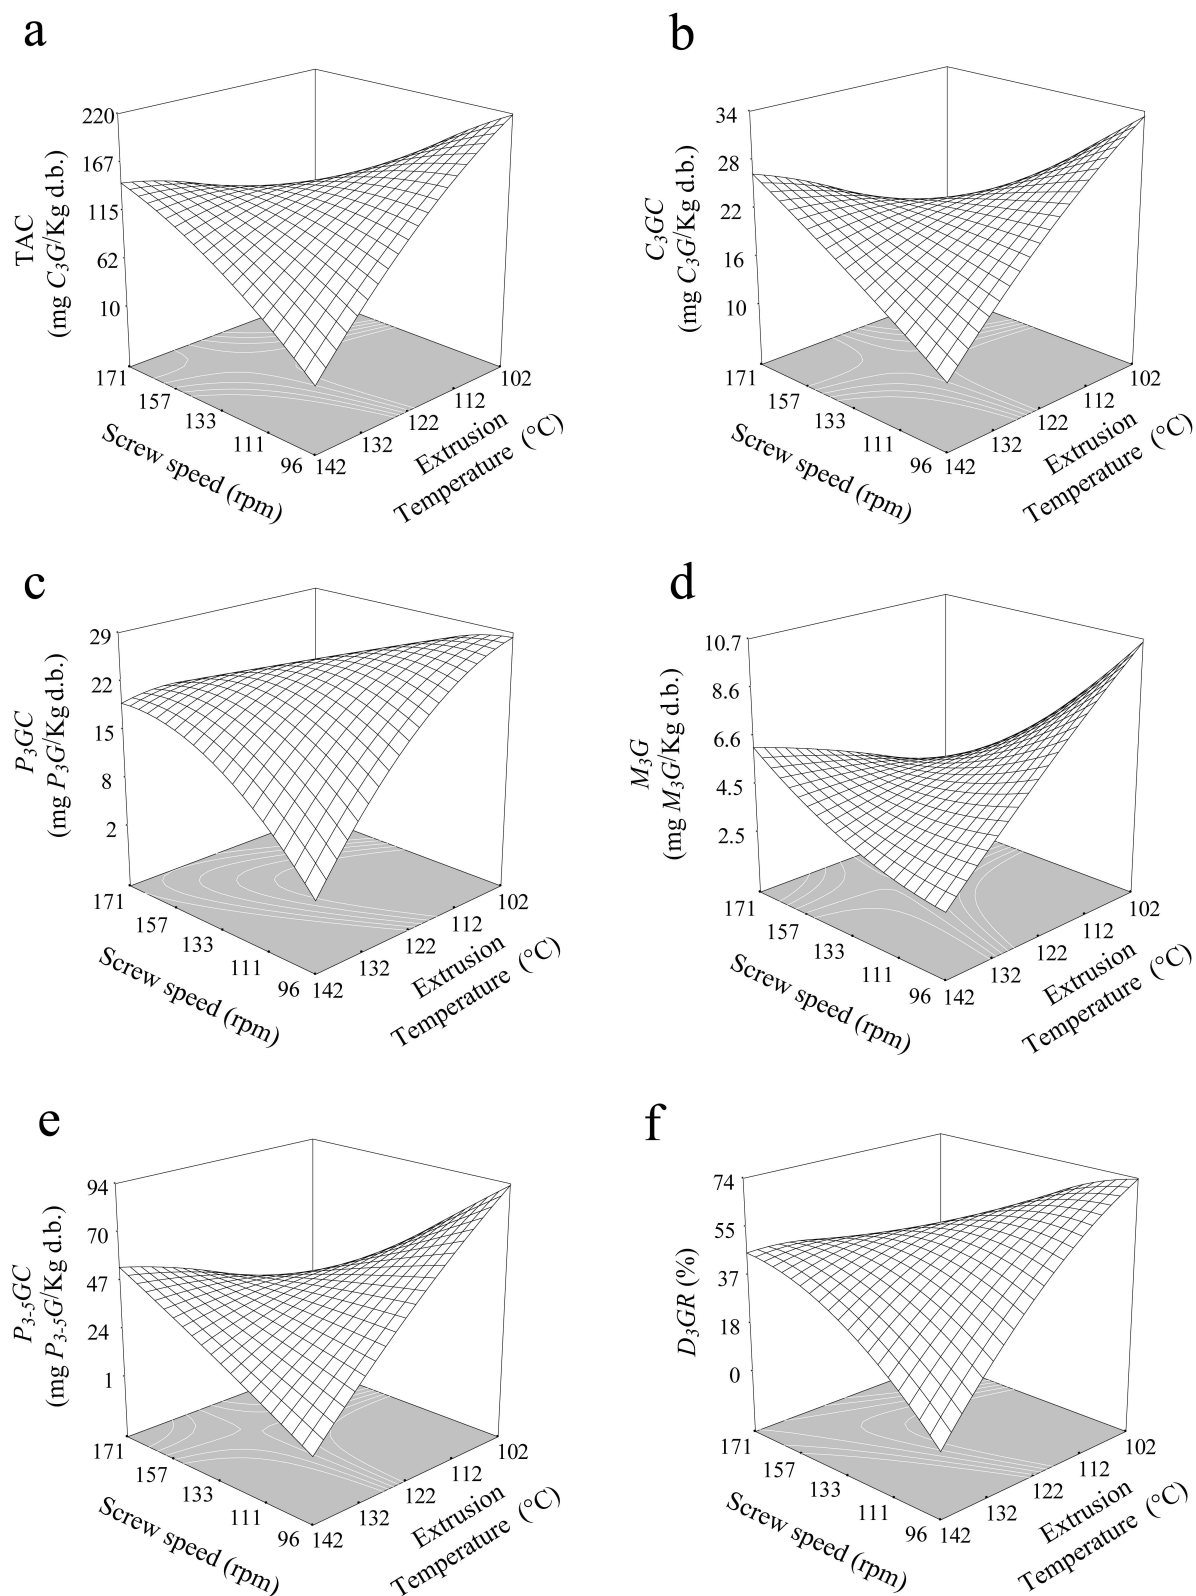 a
220
167
115
62
10
TAC
(mg C3G/Kg d.b.)
171
157
133
111
96
Screw speed (rpm)
142
132
122
112
102
Extrusion
Temperature (°C)
b
34
28
22
16
10
C3GC
(mg C3G/Kg d.b.)
171
157
133
111
96
Screw speed (rpm)
142
132
122
112
102
Extrusion
Temperature (°C)
c
29
22
15
8
2
P3GC
(mg P3G/Kg d.b.)
171
157
133
111
96
Screw speed (rpm)
142
132
122
112
102
Extrusion
Temperature (°C)
d
10.7
8.6
6.6
4.5
2.5
M3G
(mg M3G/Kg d.b.)
171
157
133
111
96
Screw speed (rpm)
142
132
122
112
102
Extrusion
Temperature (°C)
e
94
70
47
24
1
P3-5GC
(mg P3-5G/Kg d.b.)
171
157
133
111
96
Screw speed (rpm)
142
132
122
112
102
Extrusion
Temperature (°C)
f
74
55
37
18
0
D3GR (%)
171
157
133
111
96
Screw speed (rpm)
142
132
122
112
102
Extrusion
Temperature (°C)